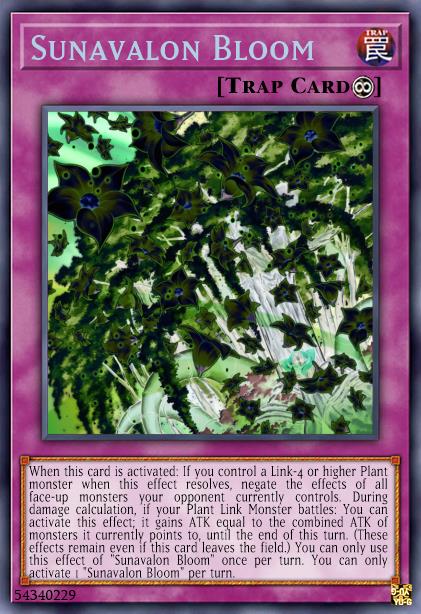 SUNAVALON BLOOM
TRAP
罠
[TRAP CARD∞]
When this card is activated: If you control a Link-4 or higher Plant
monster when this effect resolves, negate the effects of all
face-up monsters your opponent currently controls. During
damage calculation, if your Plant Link Monster battles: You can
activate this effect; it gains ATK equal to the combined ATK of
monsters it currently points to, until the end of this turn. (These
effects remain even if this card leaves the field.) You can only use
this effect of "Sunavalon Bloom" once per turn. You can only
activate 1 "Sunavalon Bloom" per turn.
54340229